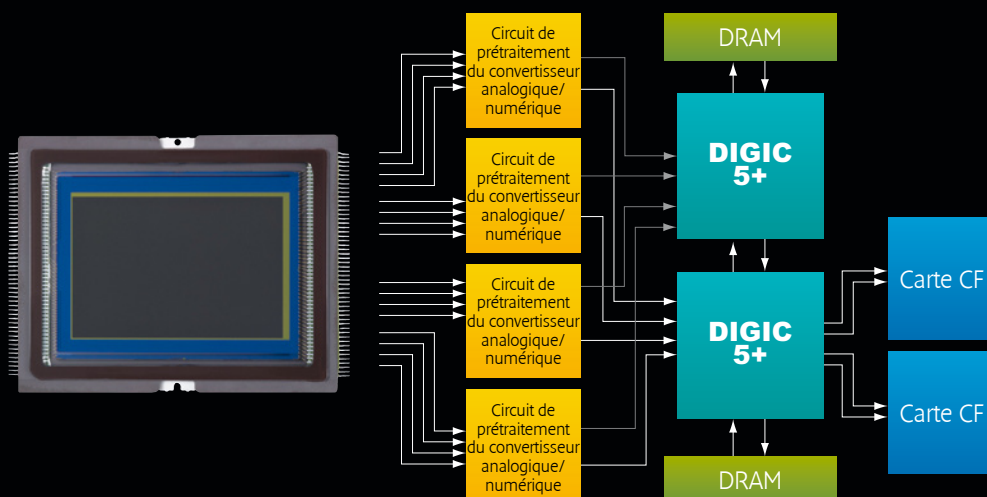 Circuit de
prétraitement
du convertisseur
analogique/
numérique
DRAM
DIGIC
5+
Circuit de
prétraitement
du convertisseur
analogique/
numérique
Circuit de
prétraitement
du convertisseur
analogique/
numérique
DIGIC
5+
Carte CF
Carte CF
Circuit de
prétraitement
du convertisseur
analogique/
numérique
DRAM